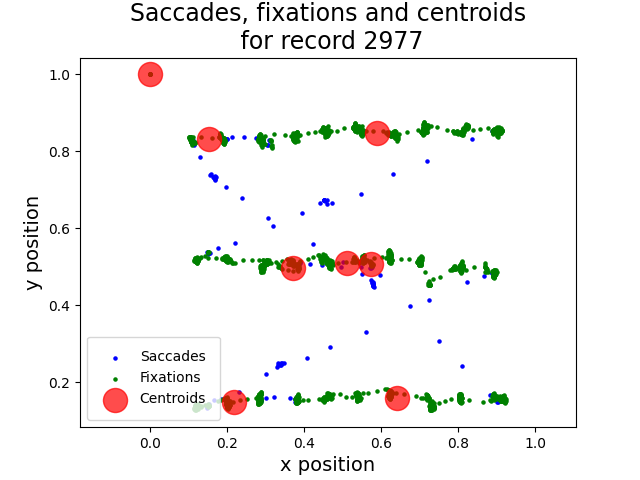 Saccades, fixations and centroids
for record 2977
1.0
0.8
0.6
0.4
0.2
y position
Saccades
Fixations
Centroids
0.0
0.2
0.4
0.6
0.8
1.0
x position